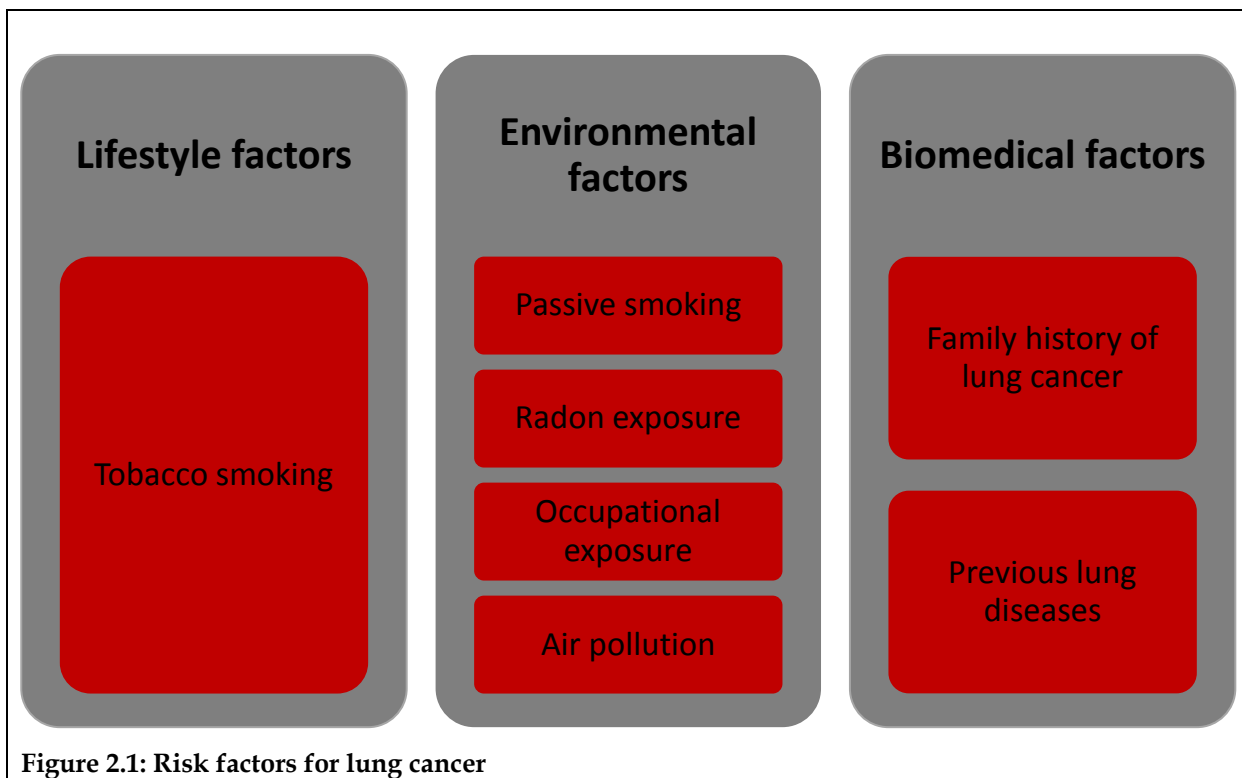 Lifestyle factors
Tobacco smoking
Environmental
factors
Passive smoking
Radon exposure
Occupational
exposure
Air pollution
Biomedical factors
Family history of
lung cancer
Previous lung
diseases
Figure 2.1: Risk factors for lung cancer